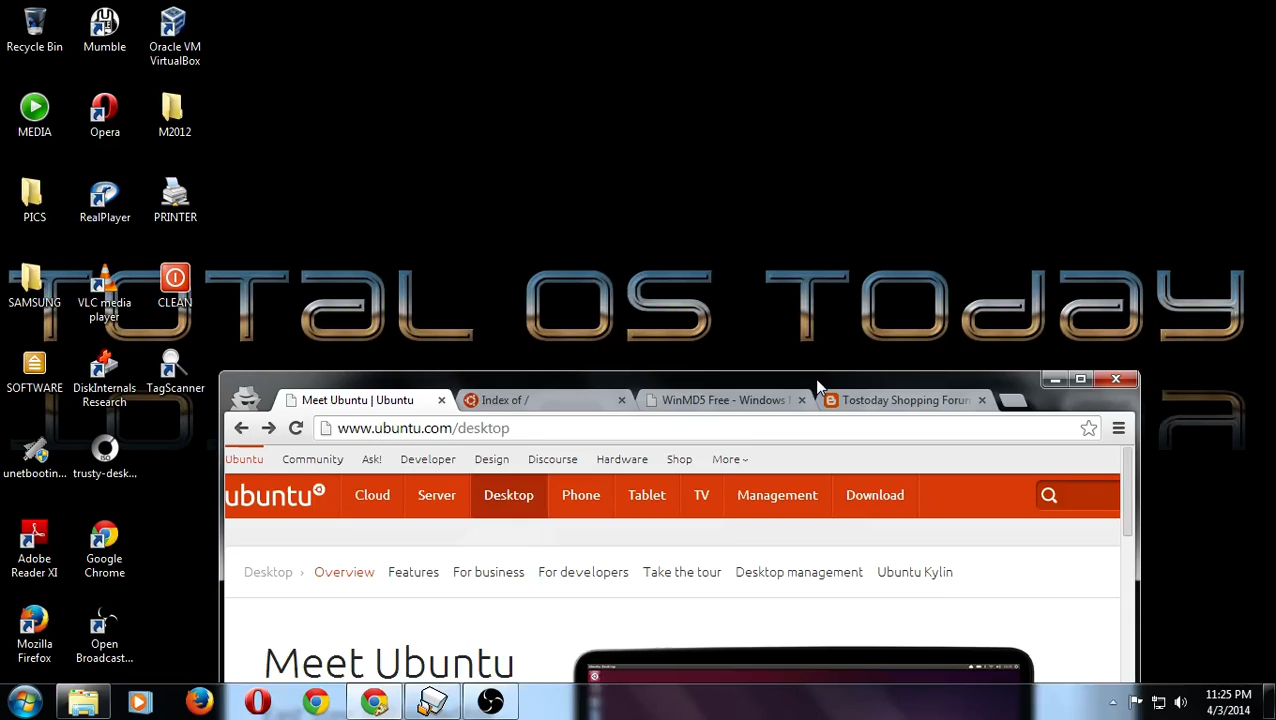 Recycle Bin
Mumble
Oracle VM
VirtualBox
MEDIA
Opera
M2012
PICS
RealPlayer
PRINTER
SAMSUNG
VLC media
player
CLEAN
TOTAL OS TODAY
SOFTWARE
DiskInternals
Research
TagScanner
unetbootin...
trusty-desk...
Adobe
Reader XI
Google
Chrome
Mozilla
Firefox
Open
Broadcast...
Meet Ubuntu | Ubuntu
Index of /
WinMD5 Free - Windows
Tostoday Shopping Forun
www.ubuntu.com/desktop
Ubuntu Community Ask! Developer Design Discourse Hardware Shop More
ubuntu Cloud Server Desktop Phone Tablet TV Management Download
Desktop › Overview Features For business For developers Take the tour Desktop management Ubuntu Kylin
Meet Ubuntu
11:25 PM
4/3/2014